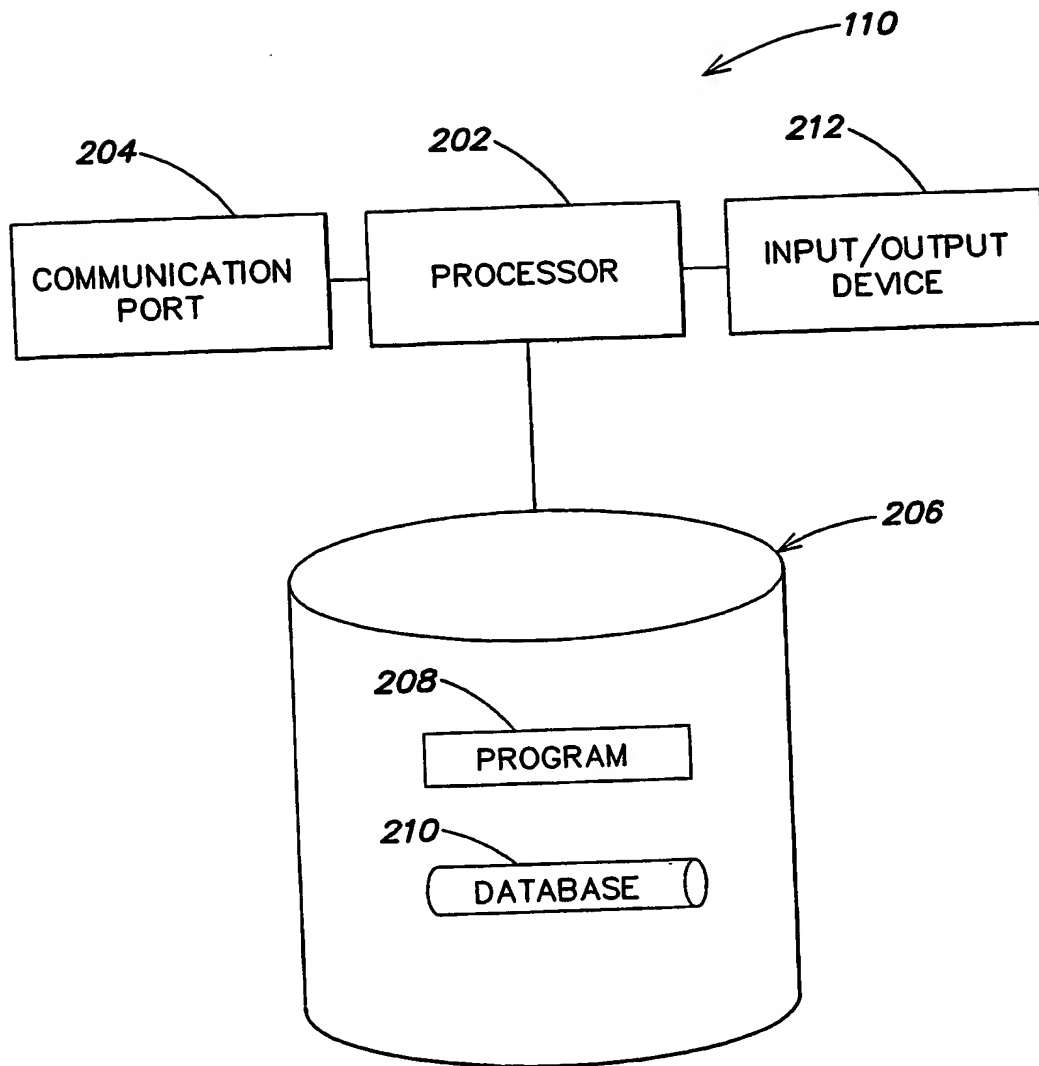 110
204
202
212
COMMUNICATION
PORT
PROCESSOR
INPUT/OUTPUT
DEVICE
206
208
PROGRAM
210
DATABASE